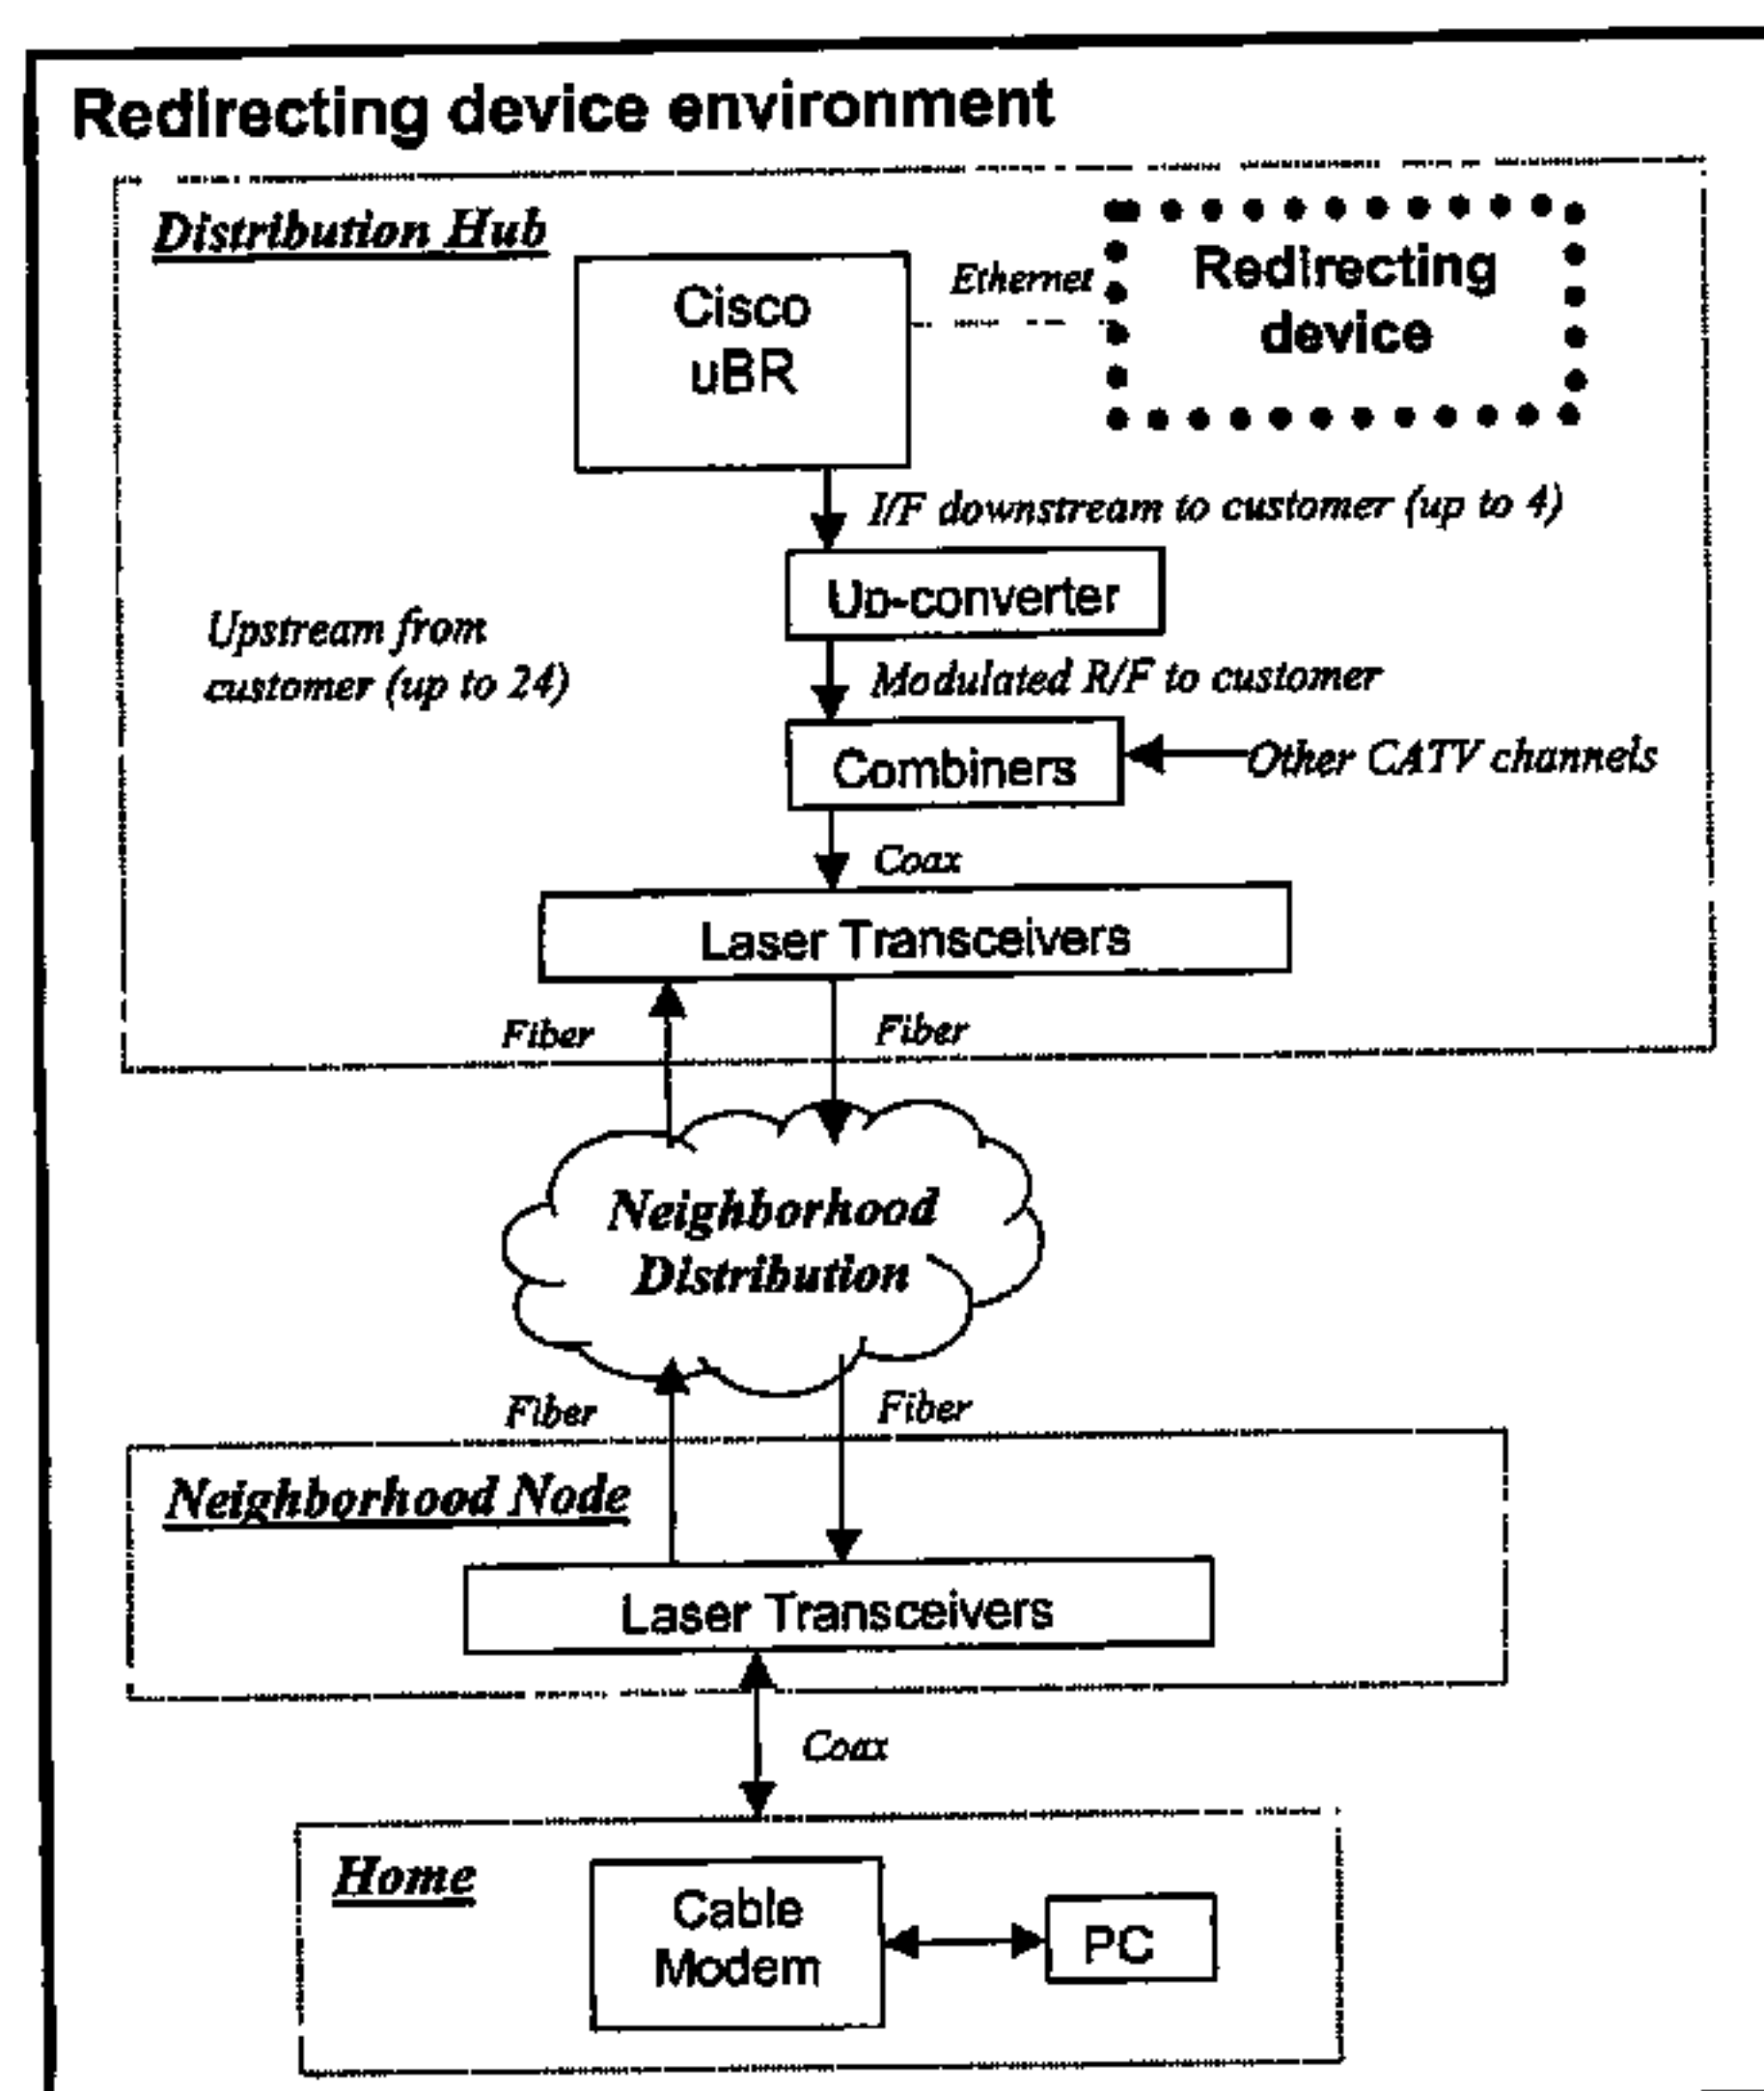 Redirecting device environment
Distribution Hub
Cisco
uBR
Ethernet
Redirecting
device
I/F downstream to customer (up to 4)
Up-converter
Upstream from
customer (up to 24)
Modulated R/F to customer
Combiners
Other CATV channels
Coax
Laser Transceivers
Fiber
Fiber
Neighborhood
Distribution
Fiber
Fiber
Neighborhood Node
Laser Transceivers
Coax
Home
Cable
Modem
PC